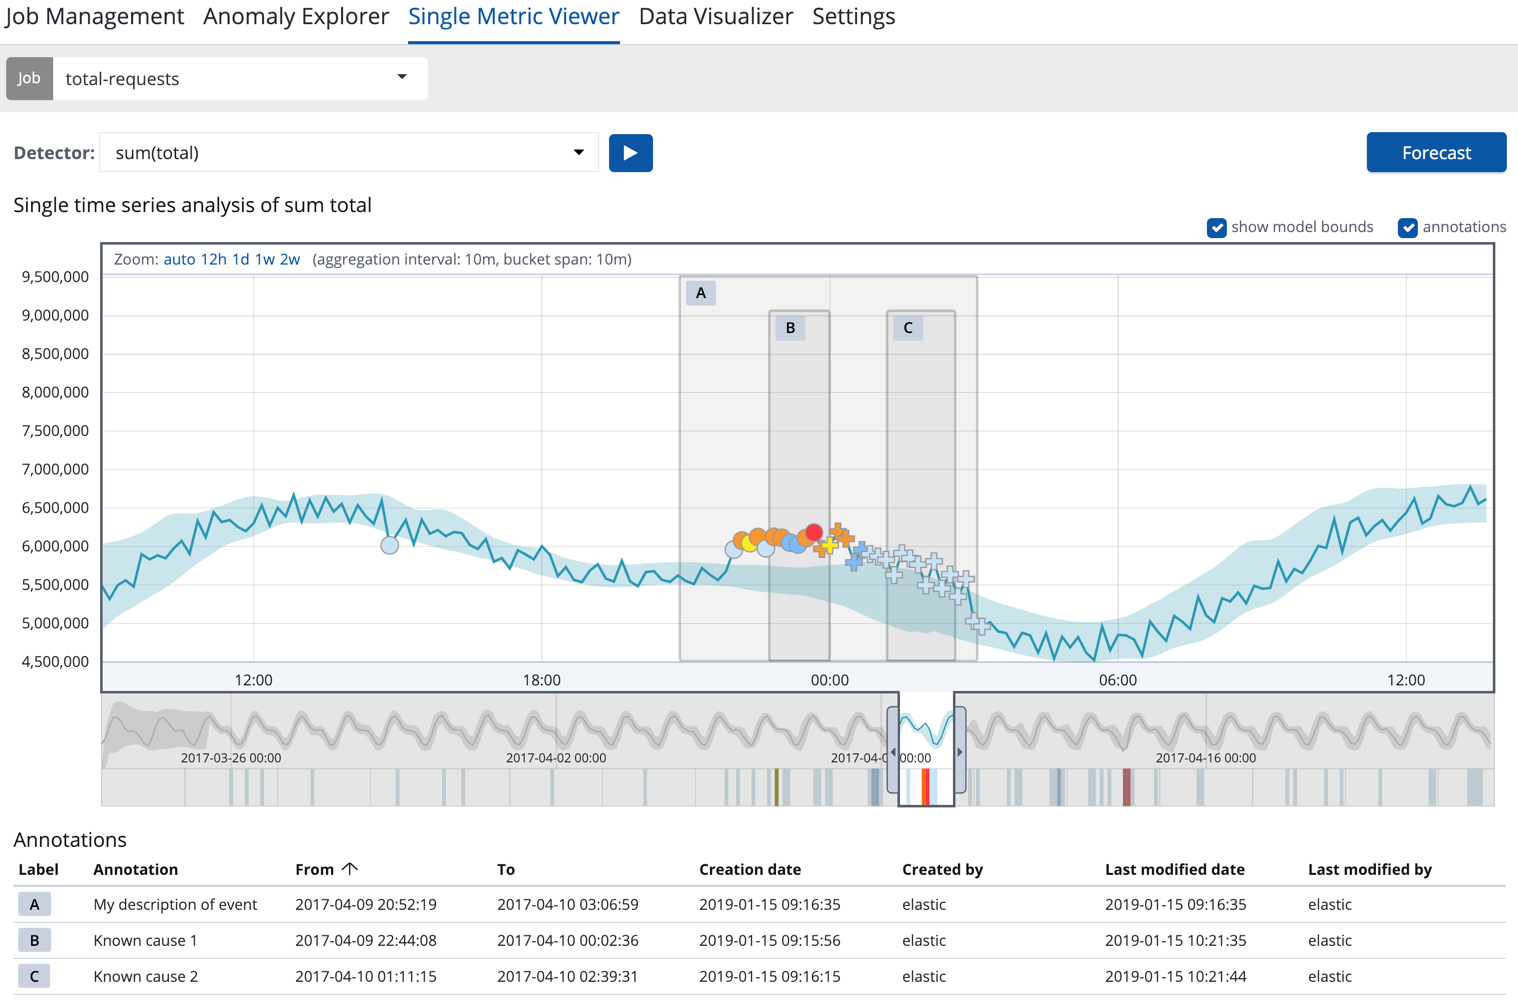 Job Management Anomaly Explorer Single Metric Viewer Data Visualizer Settings
Job total-requests
Detector: sum(total) Forecast
Single time series analysis of sum total
show model bounds annotations
Zoom: auto 12h 1d 1w 2w (aggregation interval: 10m, bucket span: 10m)
9,500,000
A
9,000,000
B C
8,500,000
8,000,000
7,500,000
7,000,000
6,500,000
6,000,000
5,500,000
5,000,000
4,500,000
12:00 18:00 00:00 06:00 12:00
2017-03-26 00:00 2017-04-02 00:00 2017-04-0 00:00 2017-04-16 00:00
Annotations
Label Annotation From To Creation date Created by Last modified date Last modified by
A My description of event 2017-04-09 20:52:19 2017-04-10 03:06:59 2019-01-15 09:16:35 elastic 2019-01-15 09:16:35 elastic
B Known cause 1 2017-04-09 22:44:08 2017-04-10 00:02:36 2019-01-15 09:15:56 elastic 2019-01-15 10:21:35 elastic
C Known cause 2 2017-04-10 01:11:15 2017-04-10 02:39:31 2019-01-15 09:16:15 elastic 2019-01-15 10:21:44 elastic